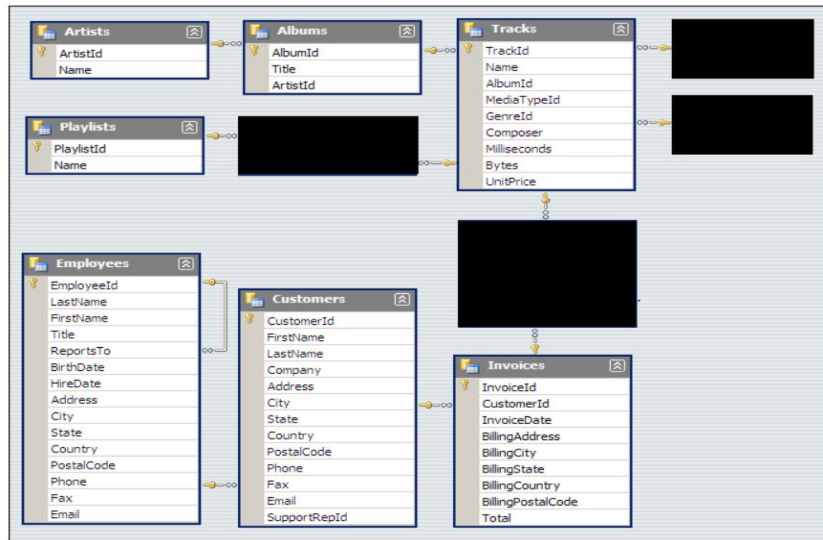 Artists
ArtistId
Name
Albums
AlbumId
Title
ArtistId
Tracks
TrackId
Name
AlbumId
MediaTypeId
GenreId
Composer
Milliseconds
Bytes
UnitPrice
Playlists
PlaylistId
Name
Employees
EmployeeId
LastName
FirstName
Title
ReportsTo
BirthDate
HireDate
Address
City
State
Country
PostalCode
Phone
Fax
Email
Customers
CustomerId
FirstName
LastName
Company
Address
City
State
Country
PostalCode
Phone
Fax
Email
SupportRepId
Invoices
InvoiceId
CustomerId
InvoiceDate
BillingAddress
BillingCity
BillingState
BillingCountry
BillingPostalCode
Total